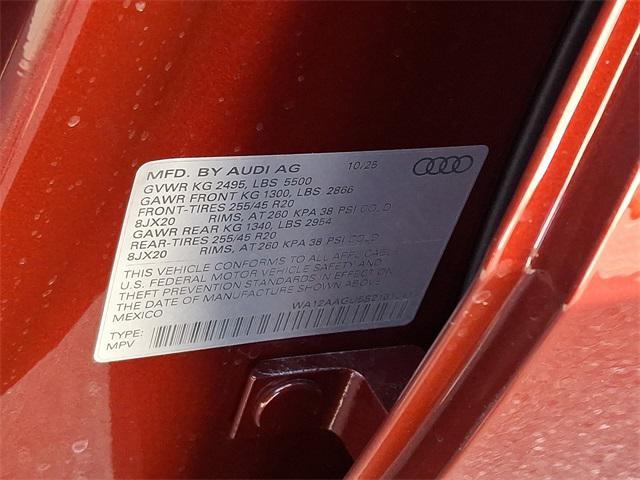 MFD. BY AUDI AG 10/25
GVWR KG 2495, LBS 5500
GAWR FRONT KG 1300, LBS 2866
FRONT-TIRES 255/45 R20
8JX20 RIMS, AT 260 KPA 38 PSI COLD
GAWR REAR KG 1340, LBS 2954
REAR-TIRES 255/45 R20
8JX20 RIMS, AT 260 KPA 38 PSI COLD
THIS VEHICLE CONFORMS TO ALL APPLICABLE
U.S. FEDERAL MOTOR VEHICLE SAFETY AND
THEFT PREVENTION STANDARDS IN EFFECT ON
THE DATE OF MANUFACTURE SHOWN ABOVE
MEXICO
TYPE:
MPV